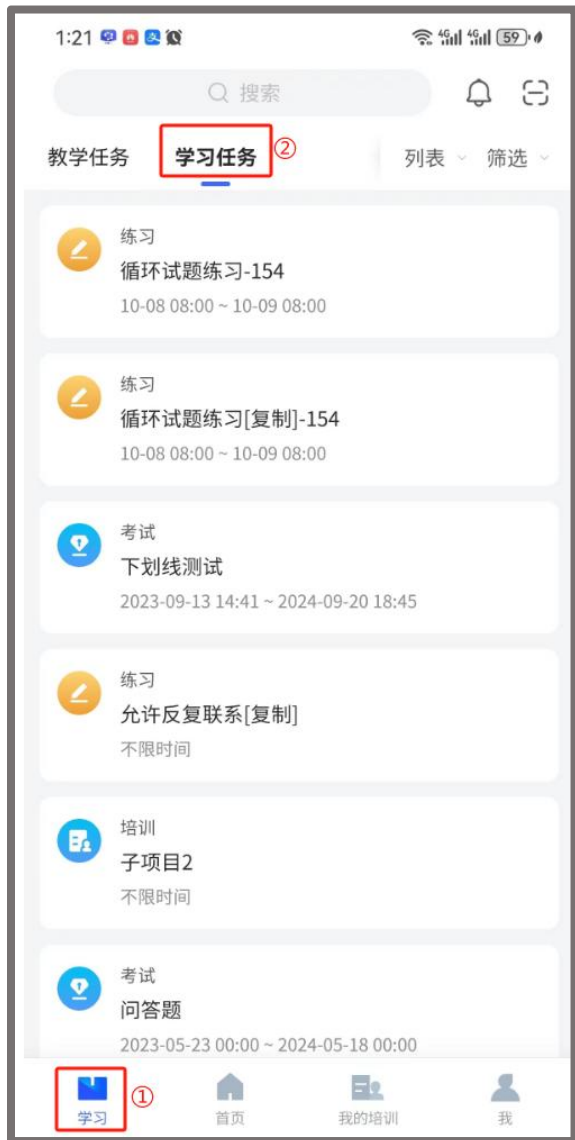 1:21 4G 4G 59
搜索
教学任务 学习任务 ② 列表 筛选
练习
循环试题练习-154
10-08 08:00 ~ 10-09 08:00
练习
循环试题练习[复制]-154
10-08 08:00 ~ 10-09 08:00
考试
下划线测试
2023-09-13 14:41 ~ 2024-09-20 18:45
练习
允许反复联系[复制]
不限时间
培训
子项目2
不限时间
考试
问答题
2023-05-23 00:00 ~ 2024-05-18 00:00
①
学习 首页 我的培训 我